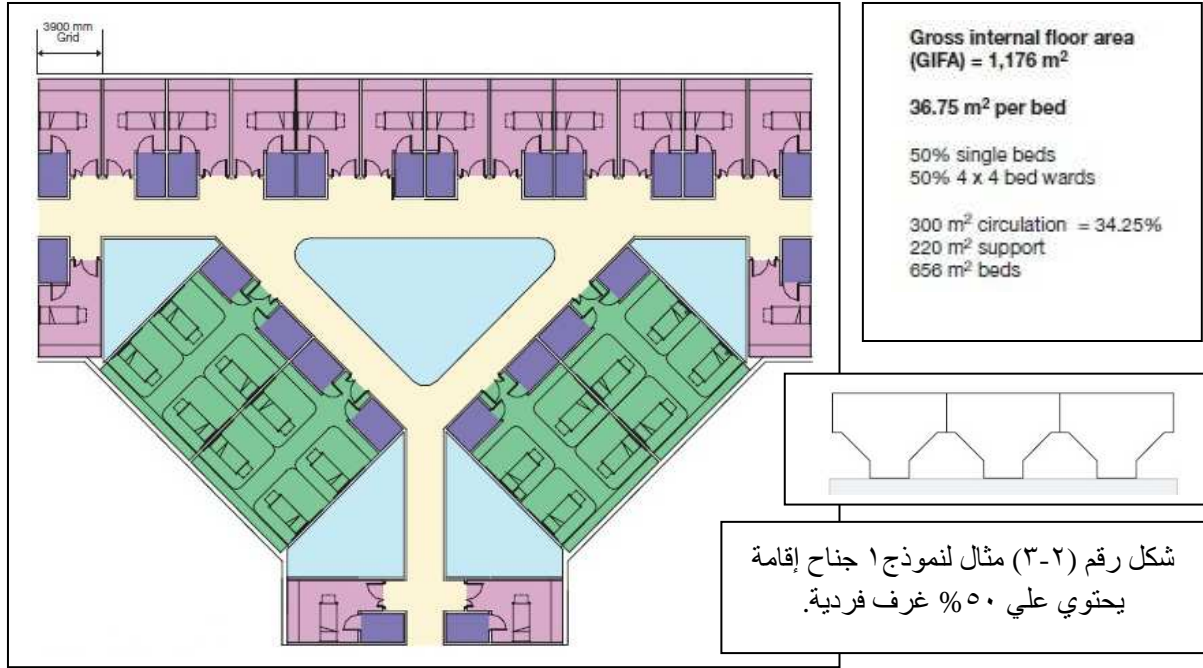 3900 mm
Grid
Gross internal floor area
(GIFA) = 1,176 m²
36.75 m² per bed
50% single beds
50% 4 x 4 bed wards
300 m² circulation = 34.25%
220 m² support
656 m² beds
شكل رقم (٢-٣) مثال لنموذج١ جناح إقامة
يحتوي علي ٥٠% غرف فردية.